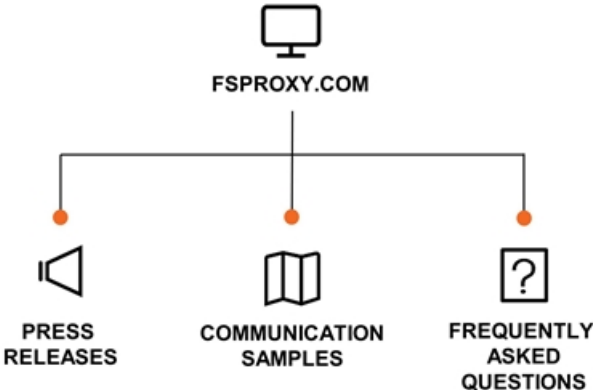 FSPROXY.COM
PRESS
RELEASES
COMMUNICATION
SAMPLES
FREQUENTLY
ASKED
QUESTIONS